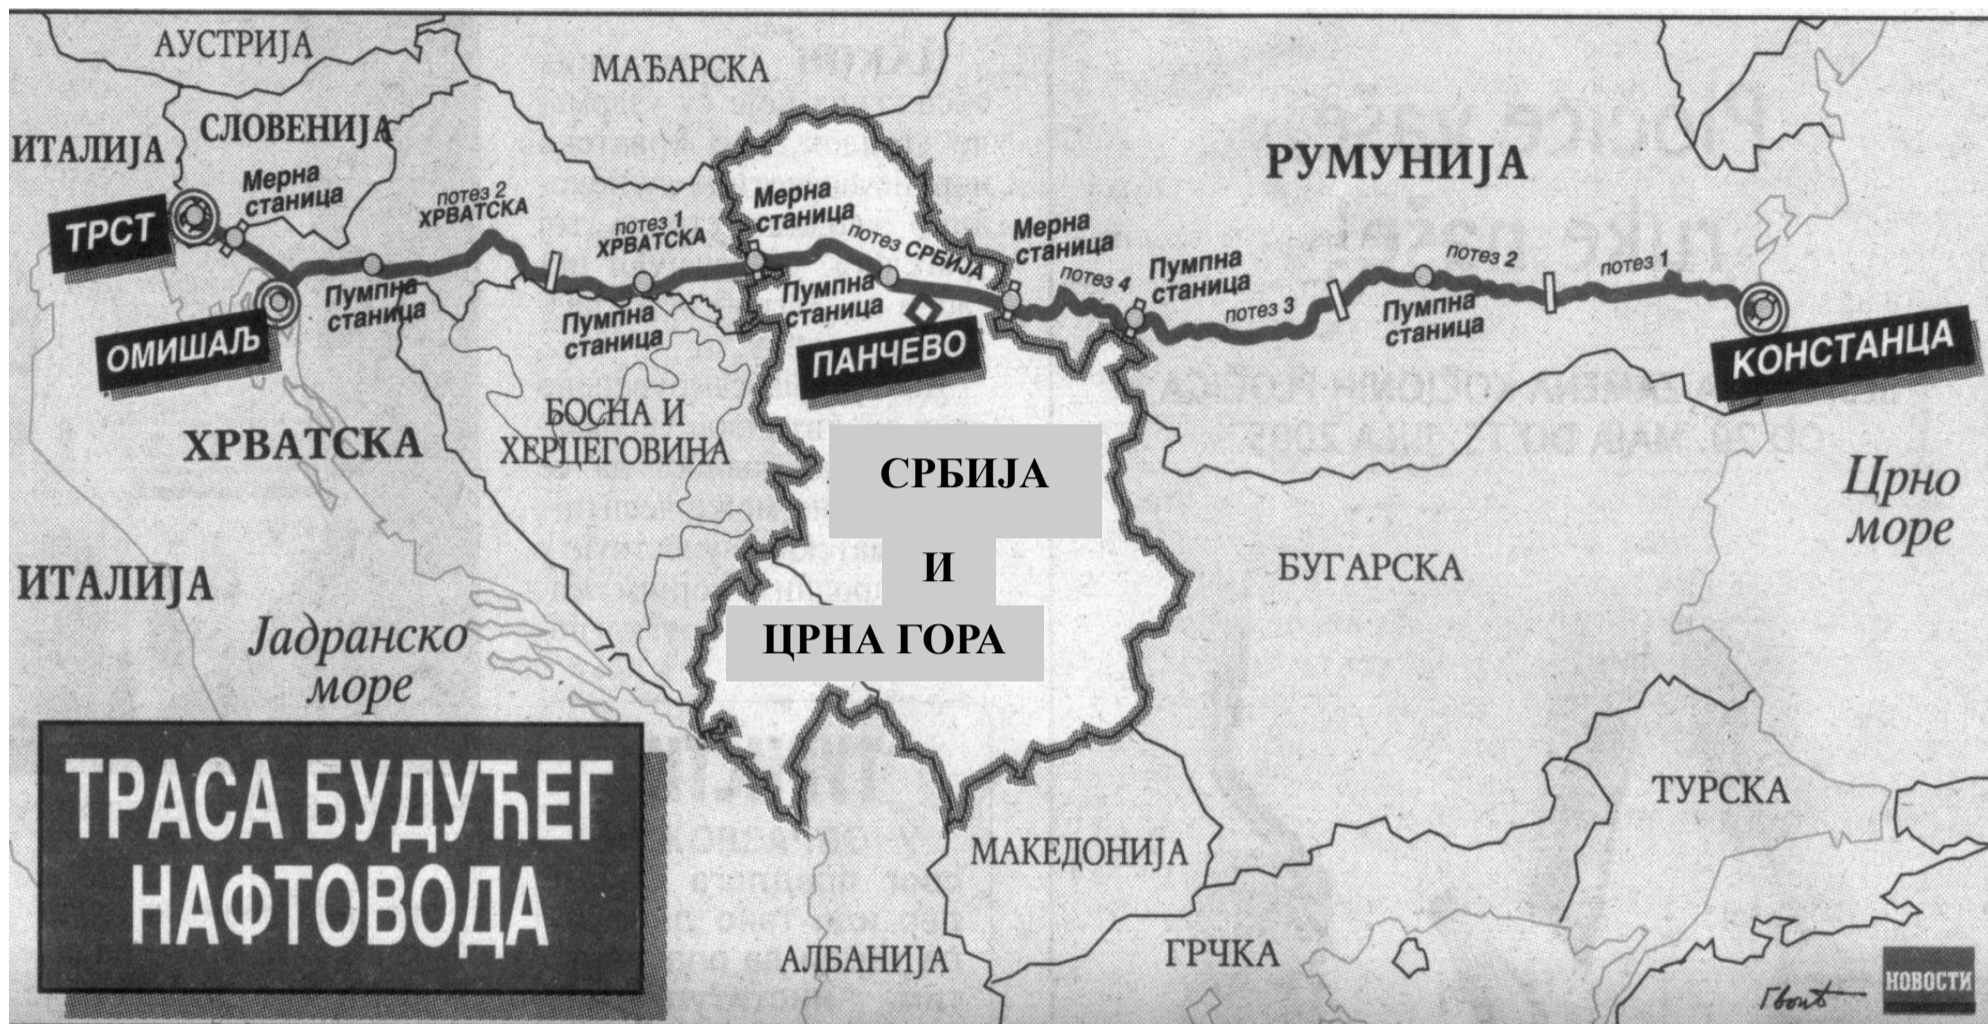 АУСТРИЈА
МАЂАРСКА
СЛОВЕНИЈА
ИТАЛИЈА
РУМУНИЈА
Мерна
станица
потез 2
ХРВАТСКА
потез 1
ХРВАТСКА
Мерна
станица
потез СРБИЈА
Мерна
станица
потез 4
Пумпна
станица
потез 3
потез 2
потез 1
ТРСТ
Пумпна
станица
Пумпна
станица
Пумпна
станица
Пумпна
станица
ОМИШАЉ
ПАНЧЕВО
КОНСТАНЦА
ХРВАТСКА
БОСНА И
ХЕРЦЕГОВИНА
СРБИЈА
И
ЦРНА ГОРА
Црно
море
БУГАРСКА
ИТАЛИЈА
Јадранско
море
ТРАСА БУДУЋЕГ
НАФТОВОДА
ТУРСКА
МАКЕДОНИЈА
АЛБАНИЈА
ГРЧКА
НОВОСТИ